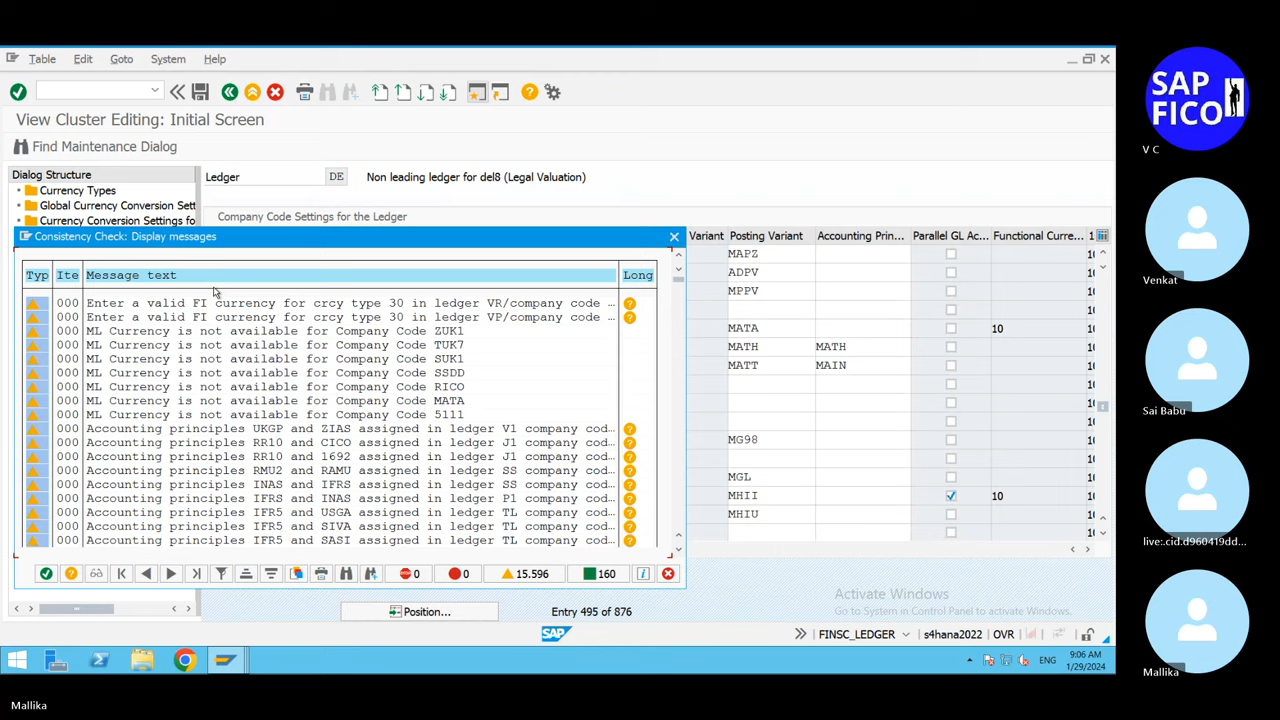 Table Edit Goto System Help
View Cluster Editing: Initial Screen
Find Maintenance Dialog
Dialog Structure
Currency Types
Global Currency Conversion Sett
Currency Conversion Settings fo
Ledger DE Non leading ledger for del8 (Legal Valuation)
Company Code Settings for the Ledger
Variant Posting Variant Accounting Prin... Parallel GL Ac... Functional Curre... 1
MAPZ 10
ADPV
MPPV
MATA 10
MATH MATH
MATT MAIN
10
MG98
MGL
MHII 10 10
MHIU
Consistency Check: Display messages
Typ Ite Message text Long
000 Enter a valid FI currency for crcy type 30 in ledger VR/company code …
000 Enter a valid FI currency for crcy type 30 in ledger VP/company code …
000 ML Currency is not available for Company Code ZUK1
000 ML Currency is not available for Company Code TUK7
000 ML Currency is not available for Company Code SUK1
000 ML Currency is not available for Company Code SSDD
000 ML Currency is not available for Company Code RICO
000 ML Currency is not available for Company Code MATA
000 ML Currency is not available for Company Code 5111
000 Accounting principles UKGP and ZIAS assigned in ledger V1 company cod…
000 Accounting principles RR10 and CICO assigned in ledger J1 company cod…
000 Accounting principles RR10 and 1692 assigned in ledger J1 company cod…
000 Accounting principles RMU2 and RAMU assigned in ledger SS company cod…
000 Accounting principles INAS and IFRS assigned in ledger SS company cod…
000 Accounting principles IFRS and INAS assigned in ledger P1 company cod…
000 Accounting principles IFR5 and USGA assigned in ledger TL company cod…
000 Accounting principles IFR5 and SIVA assigned in ledger TL company cod…
000 Accounting principles IFR5 and SASI assigned in ledger TL company cod…
0 0 15.596 160
Position... Entry 495 of 876
Activate Windows
Go to System in Control Panel to activate Windows.
SAP
FINSC_LEDGER s4hana2022 OVR
ENG
9:06 AM
1/29/2024
SAP
FICO
V C
Venkat
Sai Babu
live:.cid.d960419dd...
Mallika
Mallika